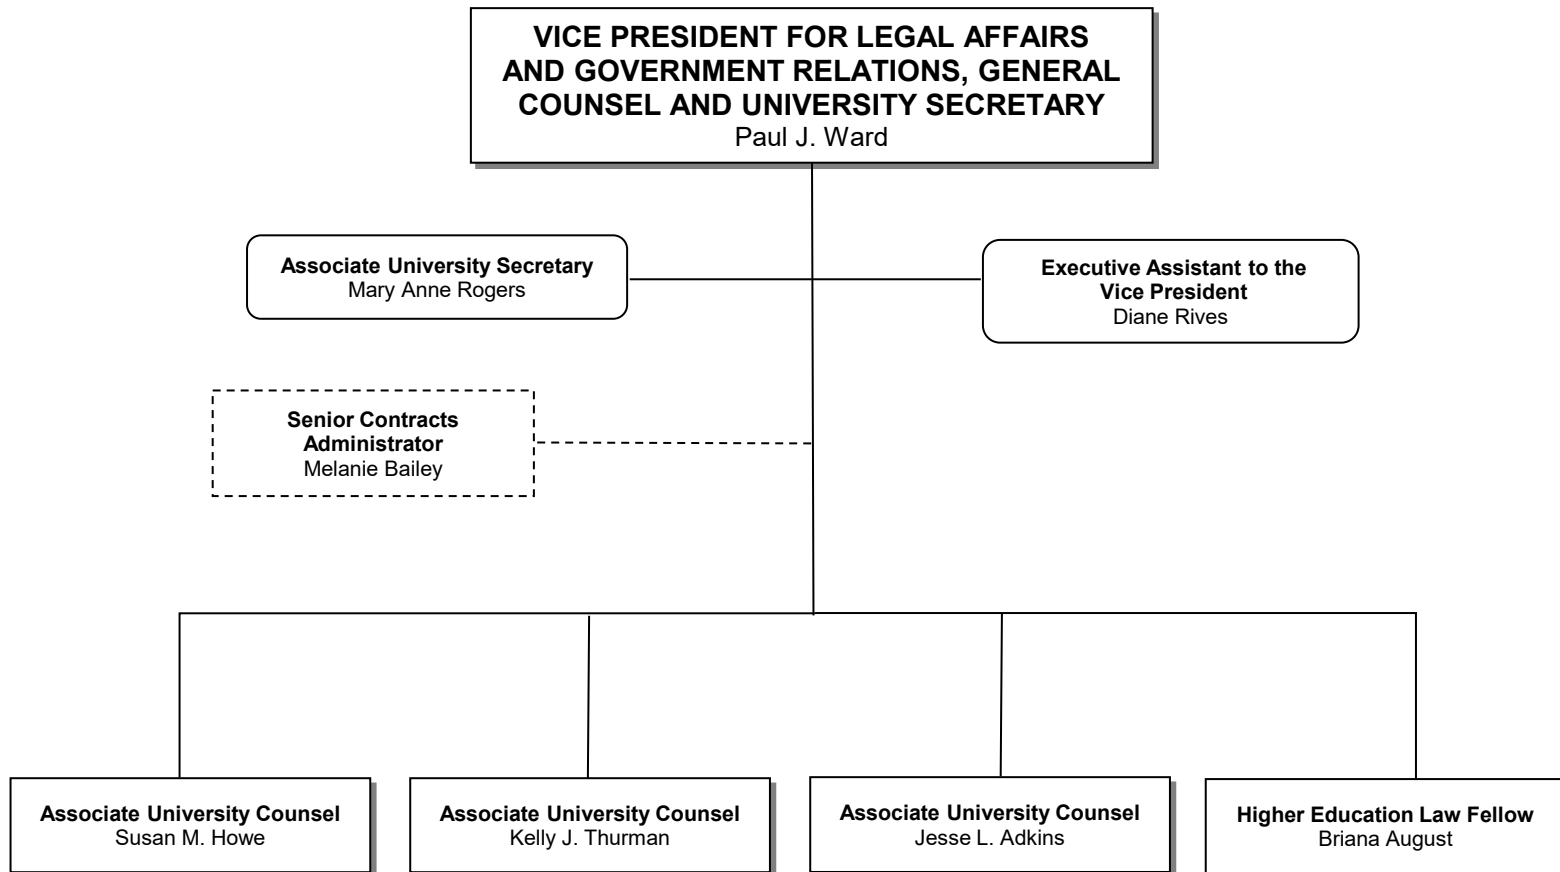 VICE PRESIDENT FOR LEGAL AFFAIRS
AND GOVERNMENT RELATIONS, GENERAL
COUNSEL AND UNIVERSITY SECRETARY
Paul J. Ward
Associate University Secretary
Mary Anne Rogers
Executive Assistant to the
Vice President
Diane Rives
Senior Contracts
Administrator
Melanie Bailey
Associate University Counsel
Susan M. Howe
Associate University Counsel
Kelly J. Thurman
Associate University Counsel
Jesse L. Adkins
Higher Education Law Fellow
Briana August